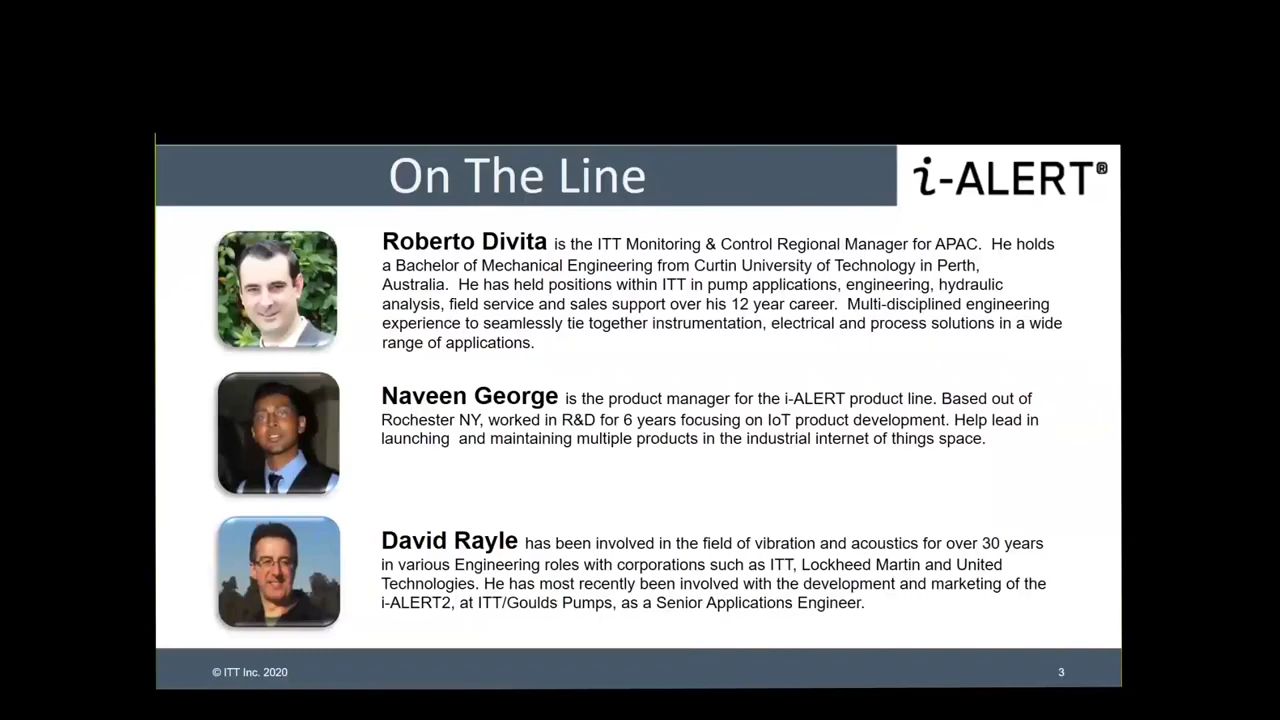 On The Line
i-ALERT®
Roberto Divita is the ITT Monitoring & Control Regional Manager for APAC.  He holds
a Bachelor of Mechanical Engineering from Curtin University of Technology in Perth,
Australia.  He has held positions within ITT in pump applications, engineering, hydraulic
analysis, field service and sales support over his 12 year career.  Multi-disciplined engineering
experience to seamlessly tie together instrumentation, electrical and process solutions in a wide
range of applications.
Naveen George is the product manager for the i-ALERT product line. Based out of
Rochester NY, worked in R&D for 6 years focusing on IoT product development. Help lead in
launching  and maintaining multiple products in the industrial internet of things space.
David Rayle has been involved in the field of vibration and acoustics for over 30 years
in various Engineering roles with corporations such as ITT, Lockheed Martin and United
Technologies. He has most recently been involved with the development and marketing of the
i-ALERT2, at ITT/Goulds Pumps, as a Senior Applications Engineer.
© ITT Inc. 2020
3